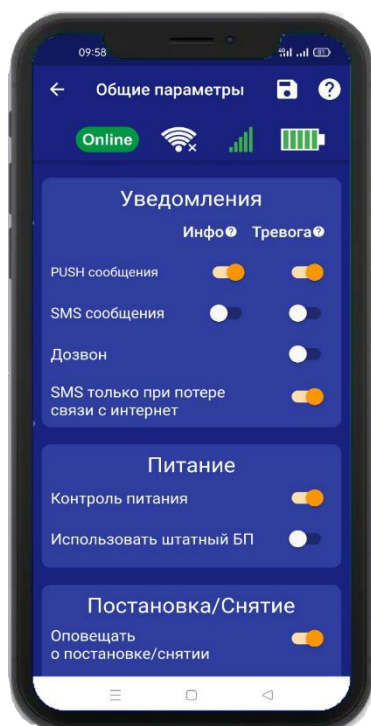 09:58
81
Общие параметры
Online
Уведомления
Инфо Тревога
PUSH сообщения
SMS сообщения
Дозвон
SMS только при потере
связи с интернет
Питание
Контроль питания
Использовать штатный БП
Постановка/Снятие
Оповещать
о постановке/снятии